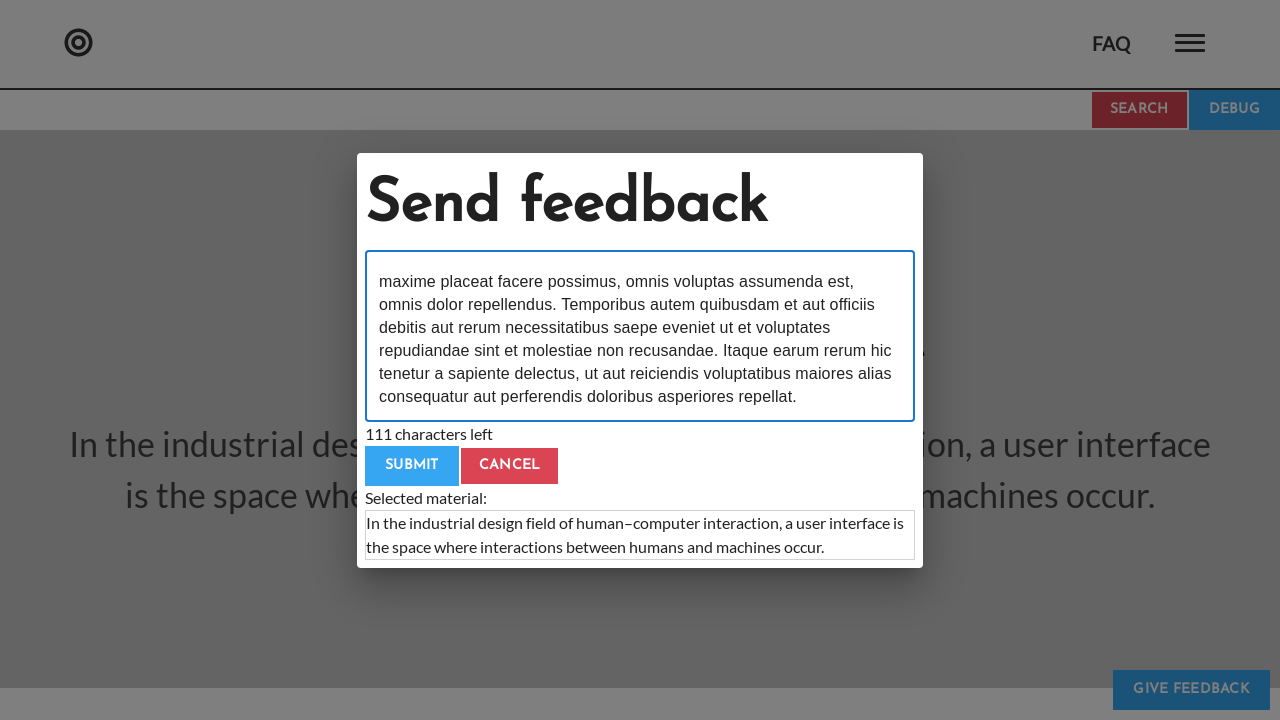 FAQ
SEARCH
DEBUG
Send feedback
maxime placeat facere possimus, omnis voluptas assumenda est,
omnis dolor repellendus. Temporibus autem quibusdam et aut officiis
debitis aut rerum necessitatibus saepe eveniet ut et voluptates
repudiandae sint et molestiae non recusandae. Itaque earum rerum hic
tenetur a sapiente delectus, ut aut reiciendis voluptatibus maiores alias
consequatur aut perferendis doloribus asperiores repellat.
111 characters left
SUBMIT
CANCEL
Selected material:
In the industrial design field of human–computer interaction, a user interface is
the space where interactions between humans and machines occur.
In the industrial
a user interface
is the space
machines occur.
GIVE FEEDBACK